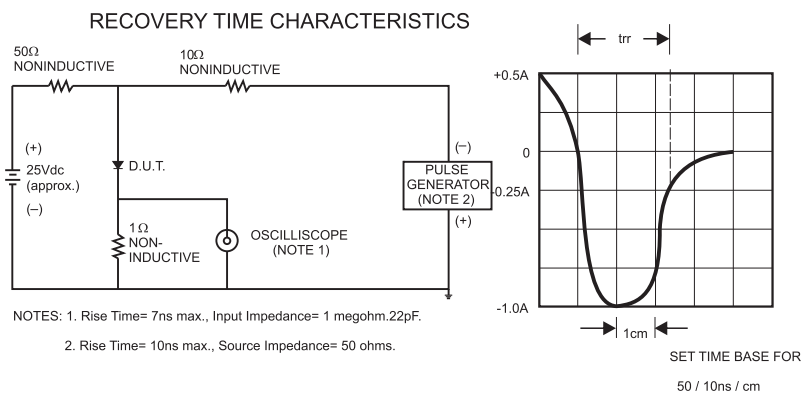 RECOVERY TIME CHARACTERISTICS
50Ω
NONINDUCTIVE
10Ω
NONINDUCTIVE
(+)
25Vdc
(approx.)
(–)
D.U.T.
1Ω
NON-
INDUCTIVE
OSCILLISCOPE
(NOTE 1)
(–)
PULSE
GENERATOR
(NOTE 2)
(+)
trr
+0.5A
0
-0.25A
-1.0A
1cm
SET TIME BASE FOR
50 / 10ns / cm
NOTES: 1. Rise Time= 7ns max., Input Impedance= 1 megohm.22pF.
2. Rise Time= 10ns max., Source Impedance= 50 ohms.